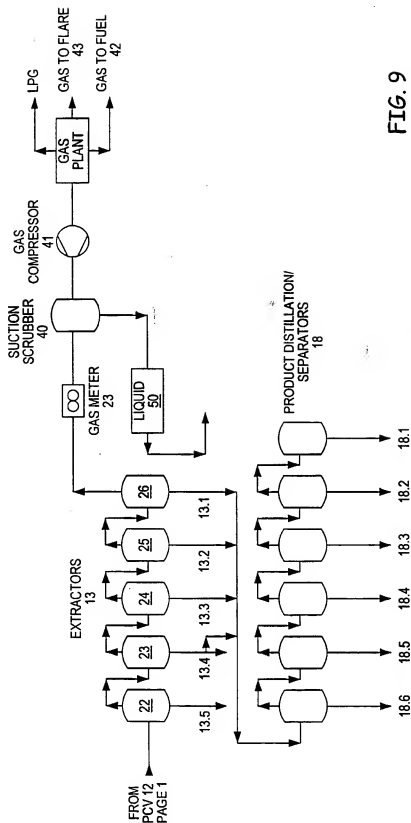 FROM
PCV 12
PAGE 1
EXTRACTORS
13
22
23
24
25
26
13.5
13.4
13.3
13.2
13.1
GAS METER
23
SUCTION
SCRUBBER
40
LIQUID
50
GAS
COMPRESSOR
41
GAS
PLANT
LPG
GAS TO FLARE
43
GAS TO FUEL
42
PRODUCT DISTILLATION/
SEPARATORS
18
18.6
18.5
18.4
18.3
18.2
18.1
FIG. 9